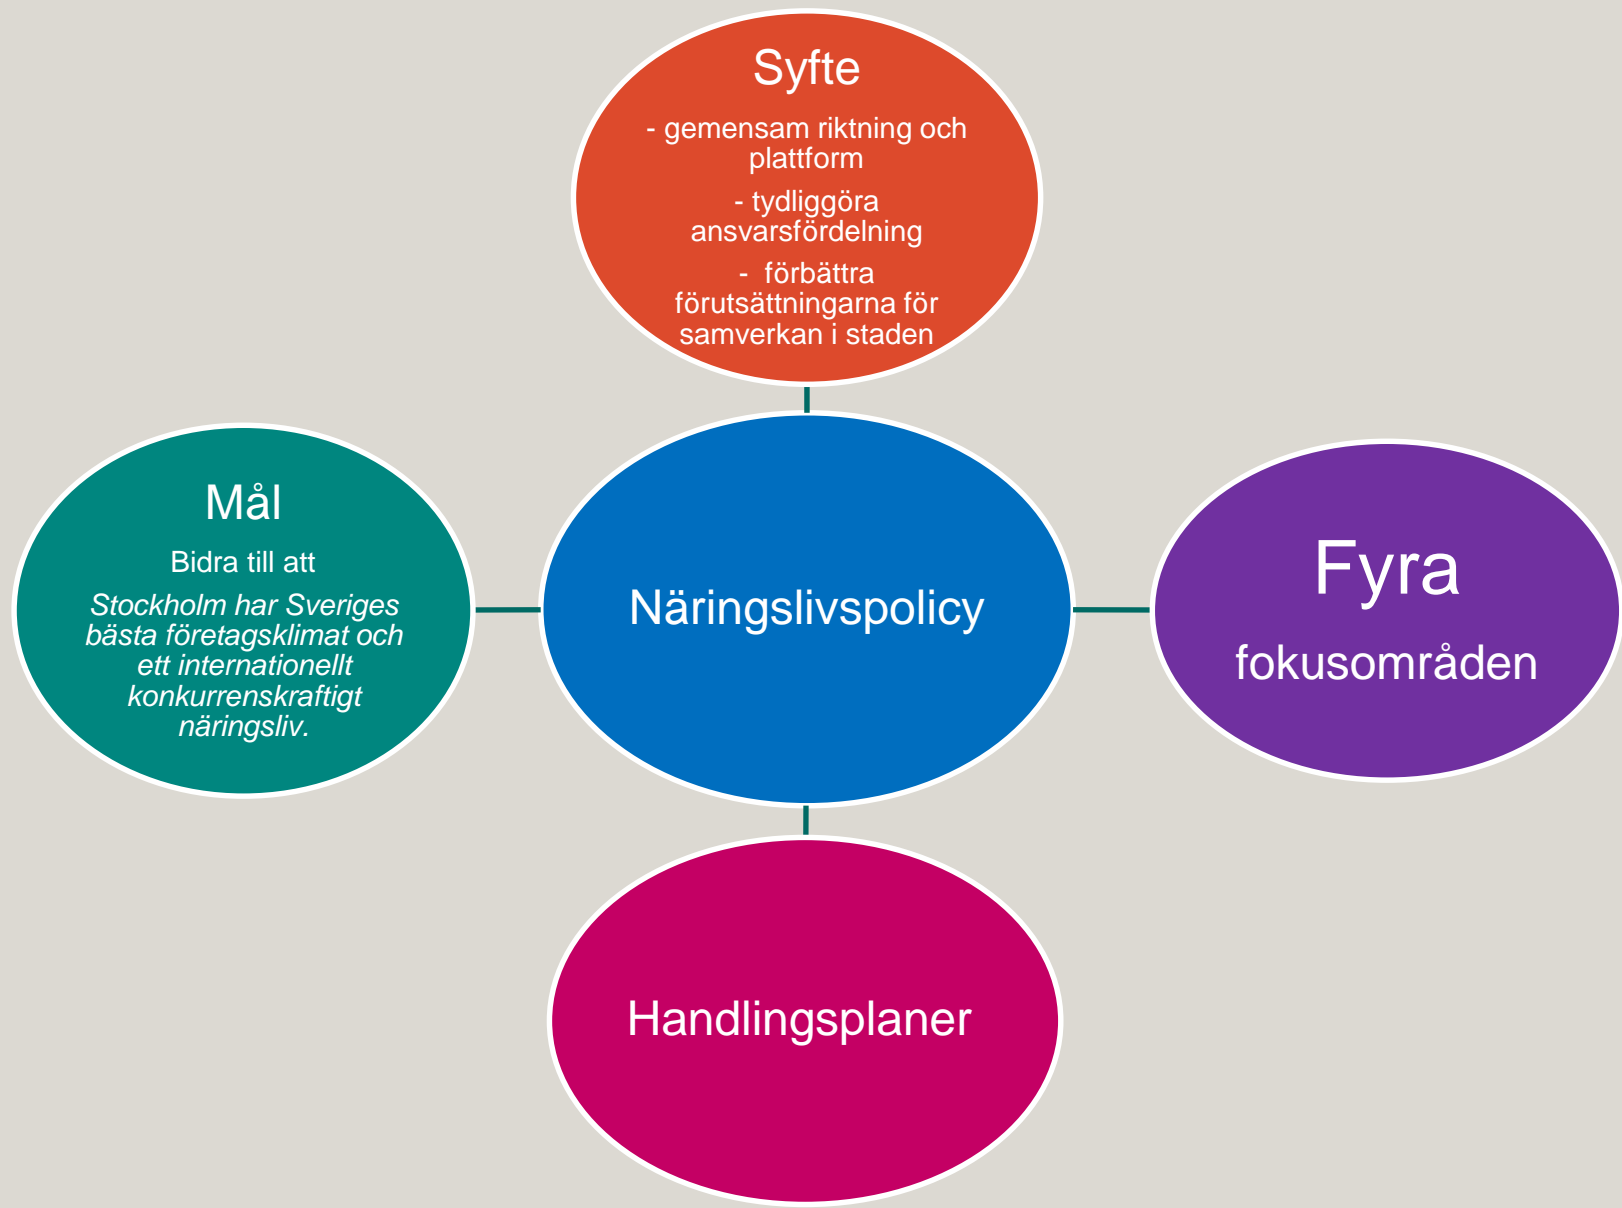 Syfte
- gemensam riktning och
plattform
- tydliggöra
ansvarsfördelning
- förbättra
förutsättningarna för
samverkan i staden
Mål
Bidra till att
Stockholm har Sveriges
bästa företagsklimat och
ett internationellt
konkurrenskraftigt
näringsliv.
Näringslivspolicy
Fyra
fokusområden
Handlingsplaner